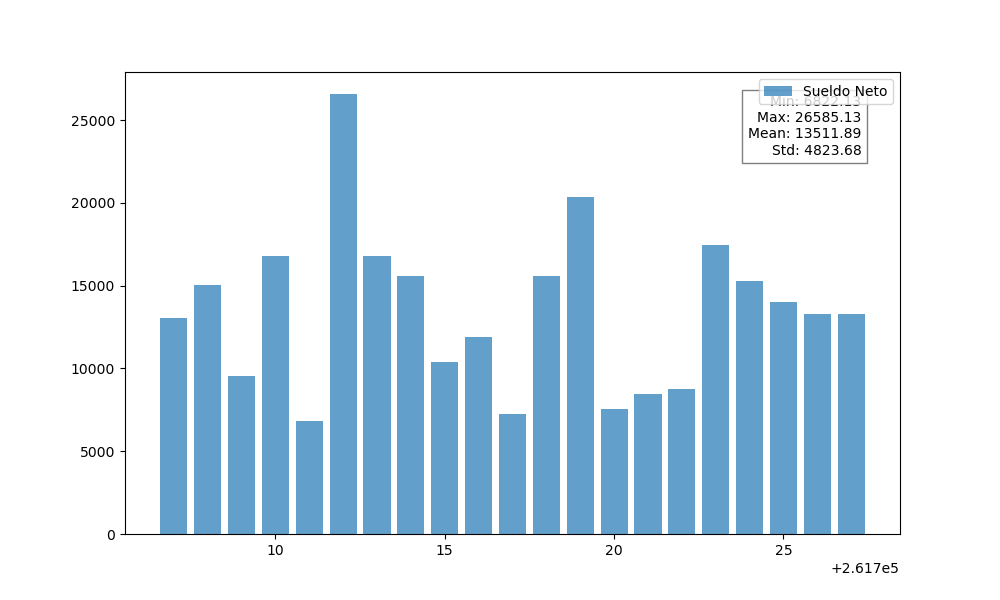 Sueldo Neto
Min: 6822.13
Max: 26585.13
Mean: 13511.89
Std: 4823.68
25000
20000
15000
10000
5000
0
10 15 20 25
+2.617e5